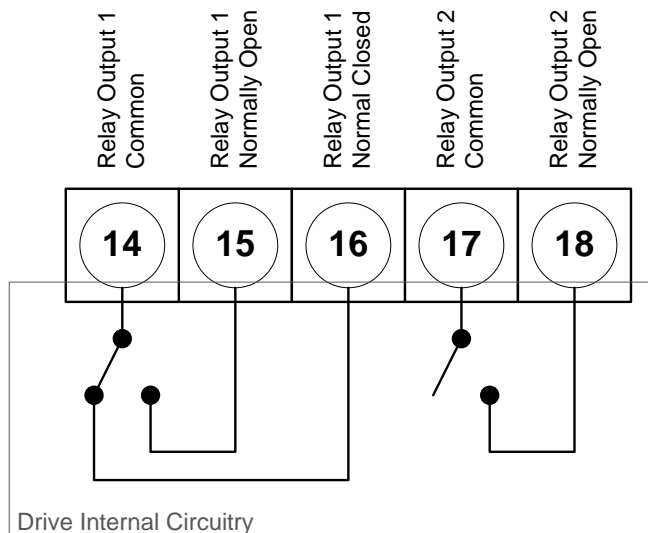 Relay Output 1
Common
Relay Output 1
Normally Open
Relay Output 1
Normal Closed
Relay Output 2
Common
Relay Output 2
Normally Open
14
15
16
17
18
Drive Internal Circuitry